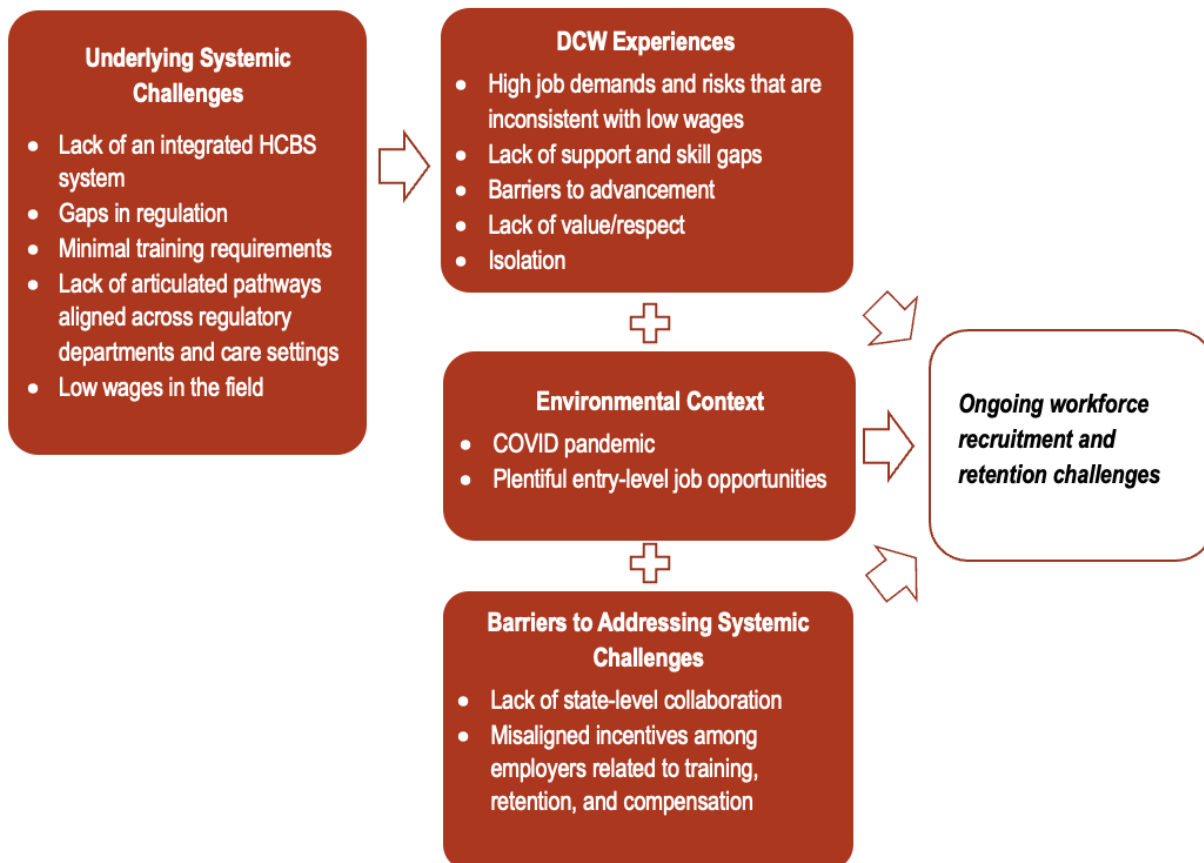 Underlying Systemic
Challenges
● Lack of an integrated HCBS
system
● Gaps in regulation
● Minimal training requirements
● Lack of articulated pathways
aligned across regulatory
departments and care settings
● Low wages in the field
DCW Experiences
● High job demands and risks that are
inconsistent with low wages
● Lack of support and skill gaps
● Barriers to advancement
● Lack of value/respect
● Isolation
Environmental Context
● COVID pandemic
● Plentiful entry-level job opportunities
Barriers to Addressing Systemic
Challenges
● Lack of state-level collaboration
● Misaligned incentives among
employers related to training,
retention, and compensation
Ongoing workforce
recruitment and
retention challenges